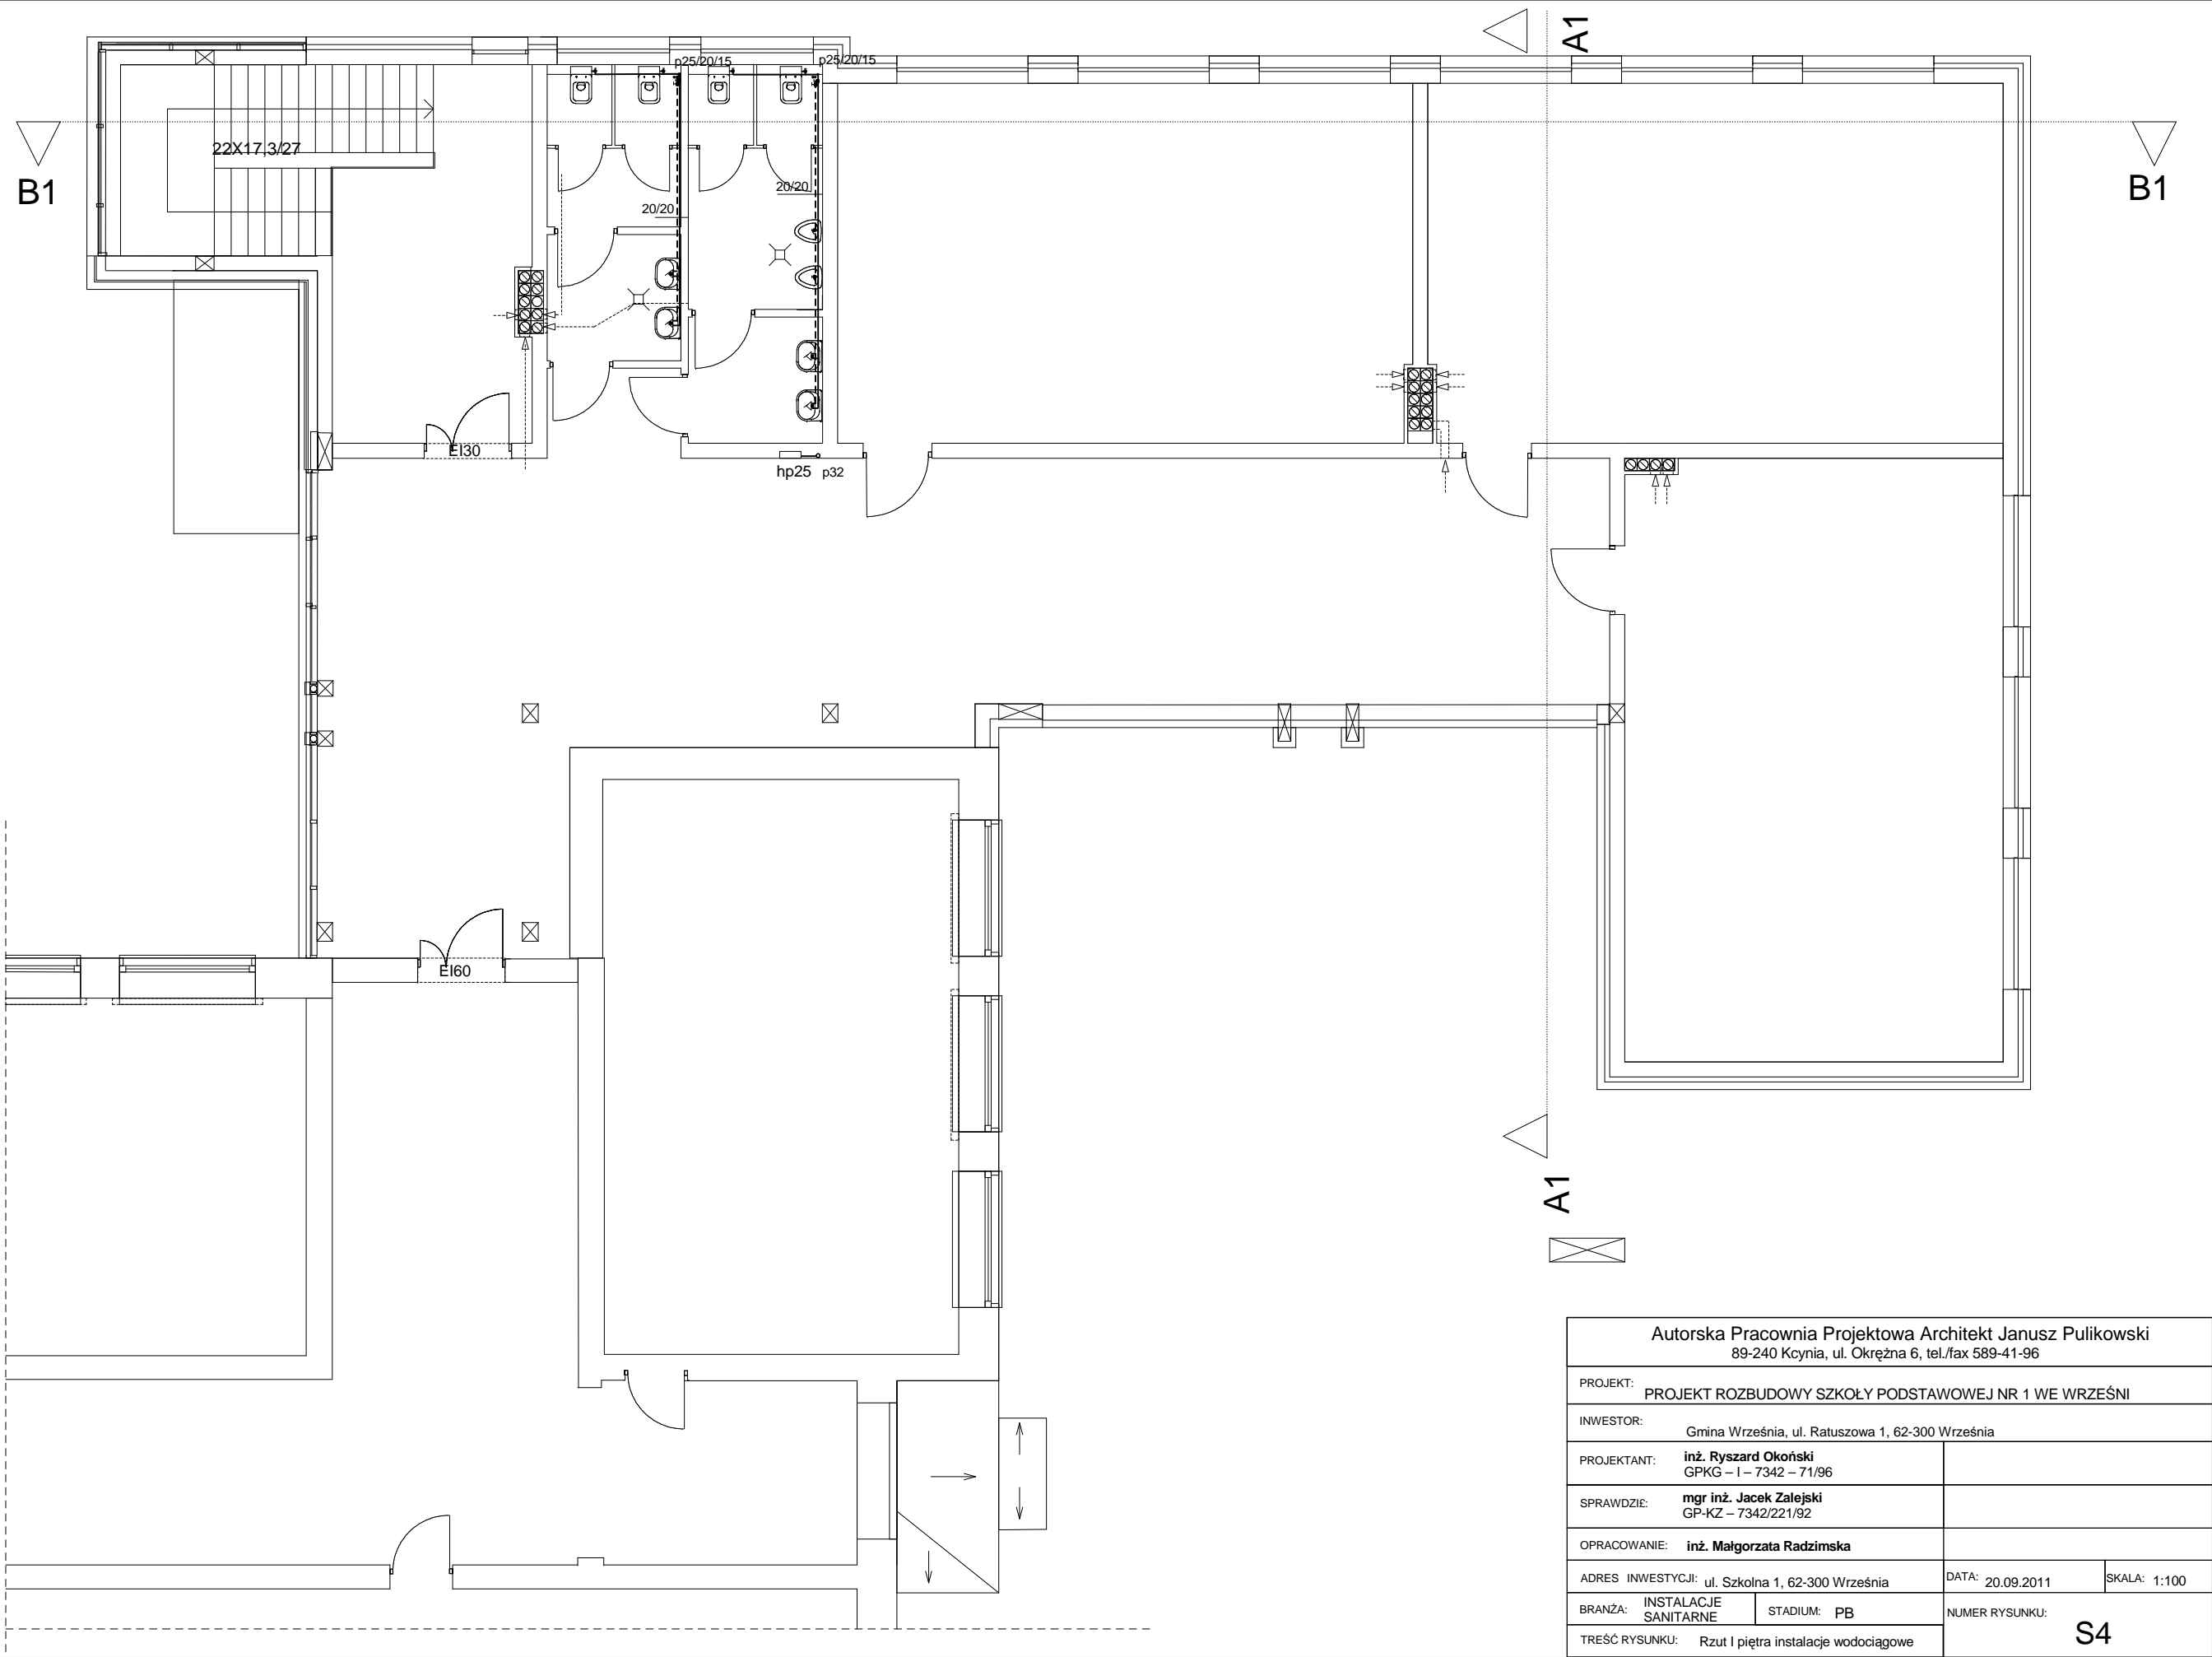 A1
p25/20/15
p25/20/15
22X17,3/27
B1
B1
20/20
20/20
EI30
hp25 p32
EI60
A1
Autorska Pracownia Projektowa Architekt Janusz Pulikowski
89-240 Kcynia, ul. Okrężna 6, tel./fax 589-41-96
PROJEKT: PROJEKT ROZBUDOWY SZKOŁY PODSTAWOWEJ NR 1 WE WRZEŚNI
INWESTOR: Gmina Września, ul. Ratuszowa 1, 62-300 Września
PROJEKTANT: inż. Ryszard Okoński
GPKG – I – 7342 – 71/96
SPRAWDZI£: mgr inż. Jacek Zalejski
GP-KZ – 7342/221/92
OPRACOWANIE: inż. Małgorzata Radzimska
ADRES INWESTYCJI: ul. Szkolna 1, 62-300 Września DATA: 20.09.2011 SKALA: 1:100
BRANŻA: INSTALACJE SANITARNE STADIUM: PB NUMER RYSUNKU: S4
TREŚĆ RYSUNKU: Rzut I piętra instalacje wodociągowe